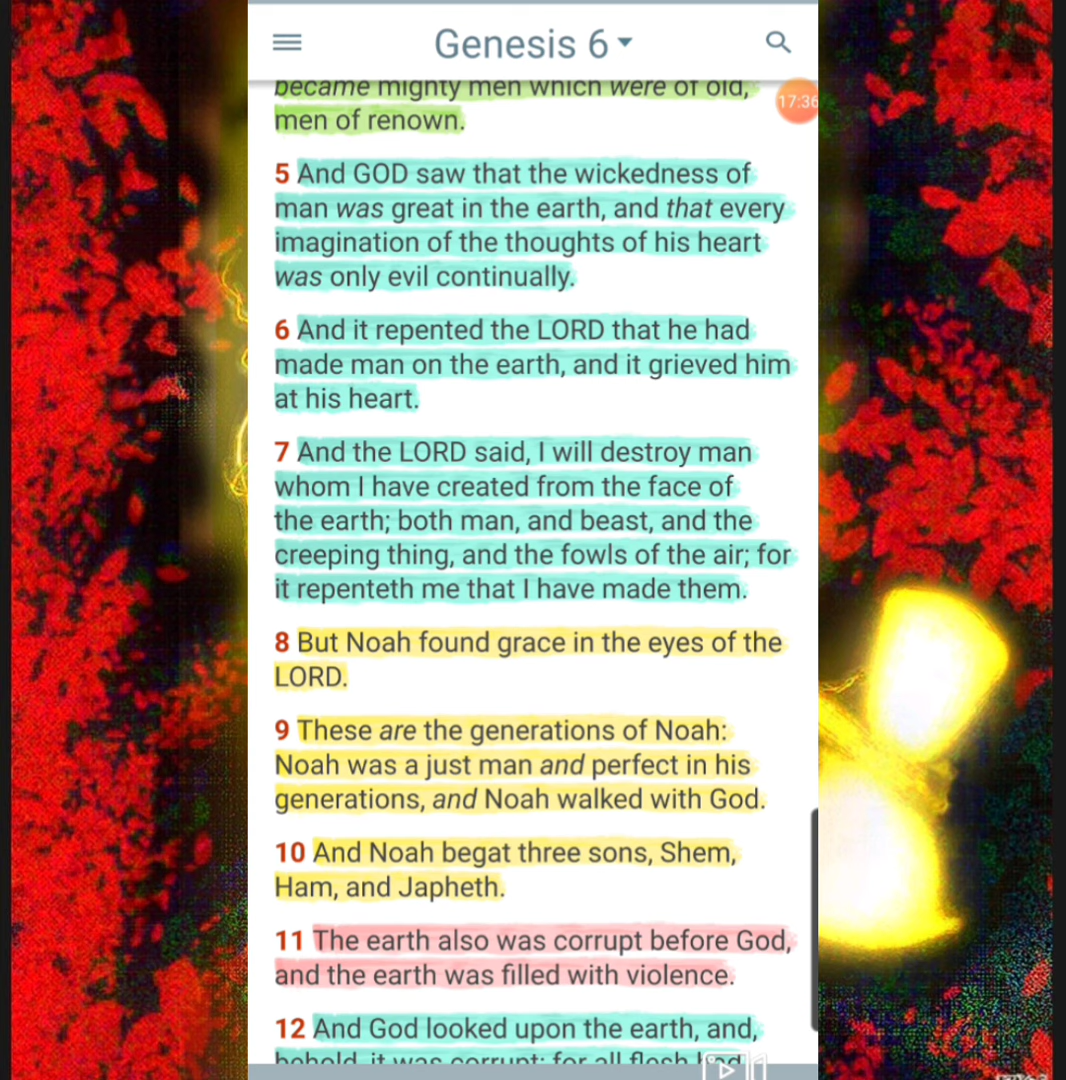 Genesis 6
became mighty men which were of old,
17:36
men of renown.
5 And GOD saw that the wickedness of
man was great in the earth, and that every
imagination of the thoughts of his heart
was only evil continually.
6 And it repented the LORD that he had
made man on the earth, and it grieved him
at his heart.
7 And the LORD said, I will destroy man
whom I have created from the face of
the earth; both man, and beast, and the
creeping thing, and the fowls of the air; for
it repenteth me that I have made them.
8 But Noah found grace in the eyes of the
LORD.
9 These are the generations of Noah:
Noah was a just man and perfect in his
generations, and Noah walked with God.
10 And Noah begat three sons, Shem,
Ham, and Japheth.
11 The earth also was corrupt before God,
and the earth was filled with violence.
12 And God looked upon the earth, and,
behold, it was corrupt; for all flesh had